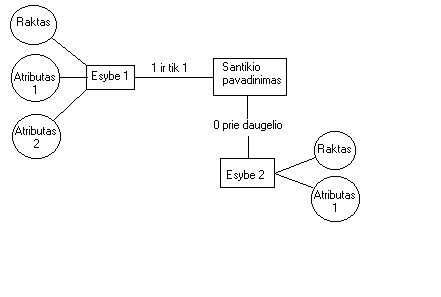 Raktas
Atributas
1
Atributas
2
Esybe 1
1 ir tik 1
Santikio
pavadinimas
0 prie daugelio
Esybe 2
Raktas
Atributas
1